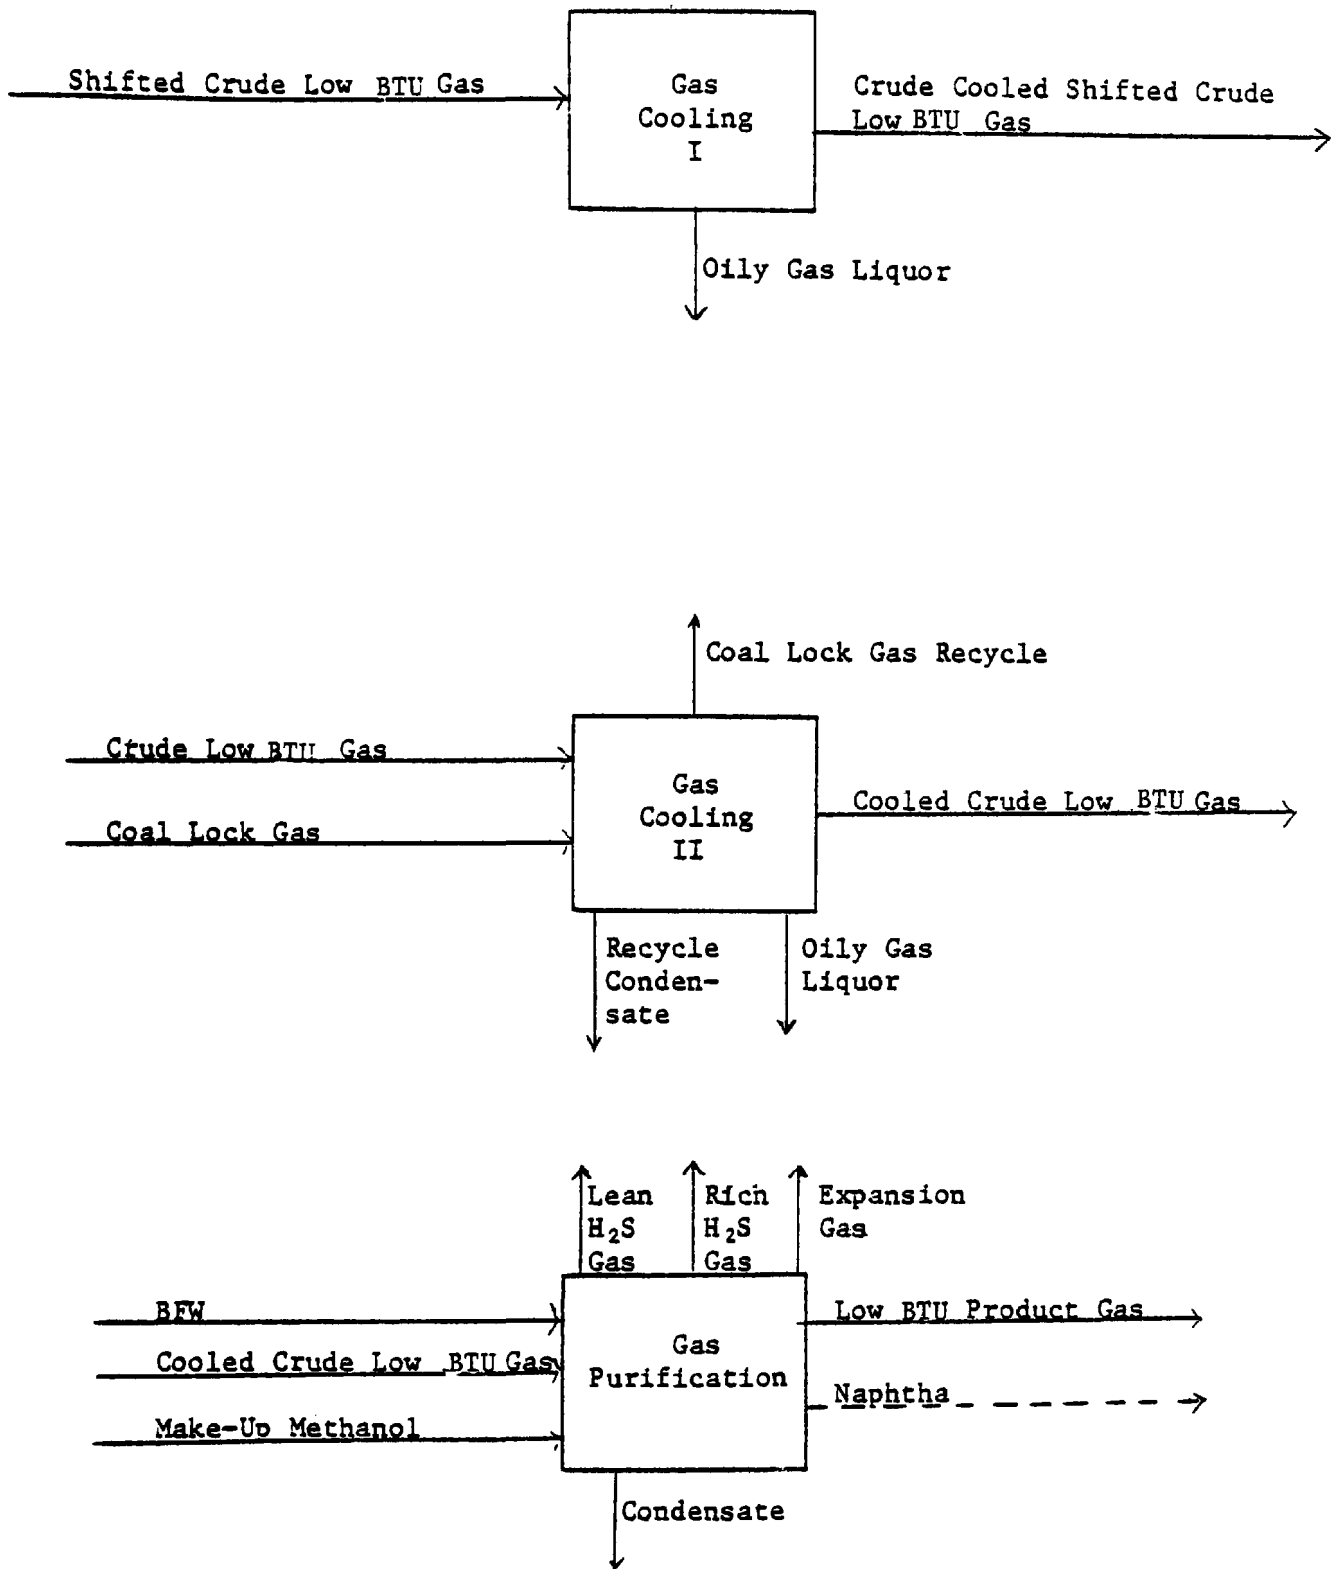 Shifted Crude Low BTU Gas
Gas
Cooling
I
Crude Cooled Shifted Crude
Low BTU Gas
Oily Gas Liquor
Coal Lock Gas Recycle
Crude Low BTU Gas
Coal Lock Gas
Gas
Cooling
II
Cooled Crude Low BTU Gas
Recycle
Conden-
sate
Oily Gas
Liquor
Lean
H₂S
Gas
Rich
H₂S
Gas
Expansion
Gas
BFW
Cooled Crude Low BTU Gas
Make-Up Methanol
Gas
Purification
Low BTU Product Gas
Naphtha
Condensate